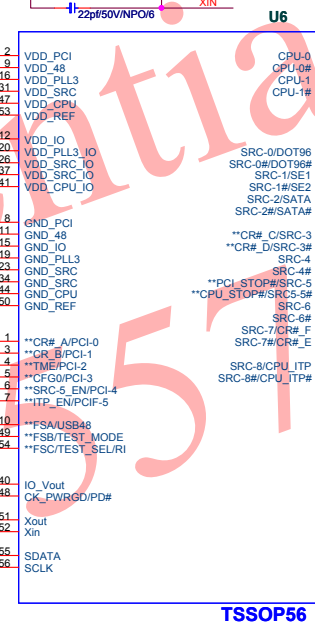 XIN
22pf/50V/NPO/6
U6
2 VDD_PCI CPU-0
9 VDD_48 CPU-0#
16 VDD_PLL3 CPU-1
31 VDD_SRC CPU-1#
47 VDD_CPU
53 VDD_REF
12 VDD_IO SRC-0/DOT96
20 VDD_PLL3_IO SRC-0#/DOT96#
26 VDD_SRC_IO SRC-1/SE1
37 VDD_SRC_IO SRC-1#/SE2
41 VDD_CPU_IO SRC-2/SATA
SRC-2#/SATA#
8 GND_PCI
11 GND_48 **CR#_C/SRC-3
15 GND_IO **CR#_D/SRC-3#
19 GND_PLL3 SRC-4
23 GND_SRC SRC-4#
34 GND_SRC **PCI_STOP#/SRC-5
44 GND_CPU **CPU_STOP#/SRC5-5#
50 GND_REF SRC-6
SRC-6#
1 **CR#_A/PCI-0 SRC-7/CR#_F
3 **CR_B/PCI-1 SRC-7#/CR#_E
4 **TME/PCI-2
5 **CFG0/PCI-3 SRC-8/CPU_ITP
6 **SRC-5_EN/PCI-4 SRC-8#/CPU_ITP#
7 **ITP_EN/PCIF-5
10 **FSA/USB48
49 **FSB/TEST_MODE
54 **FSC/TEST_SEL/RI
40 IO_Vout
48 CK_PWRGD/PD#
51 Xout
52 Xin
55 SDATA
56 SCLK
TSSOP56
ential
557